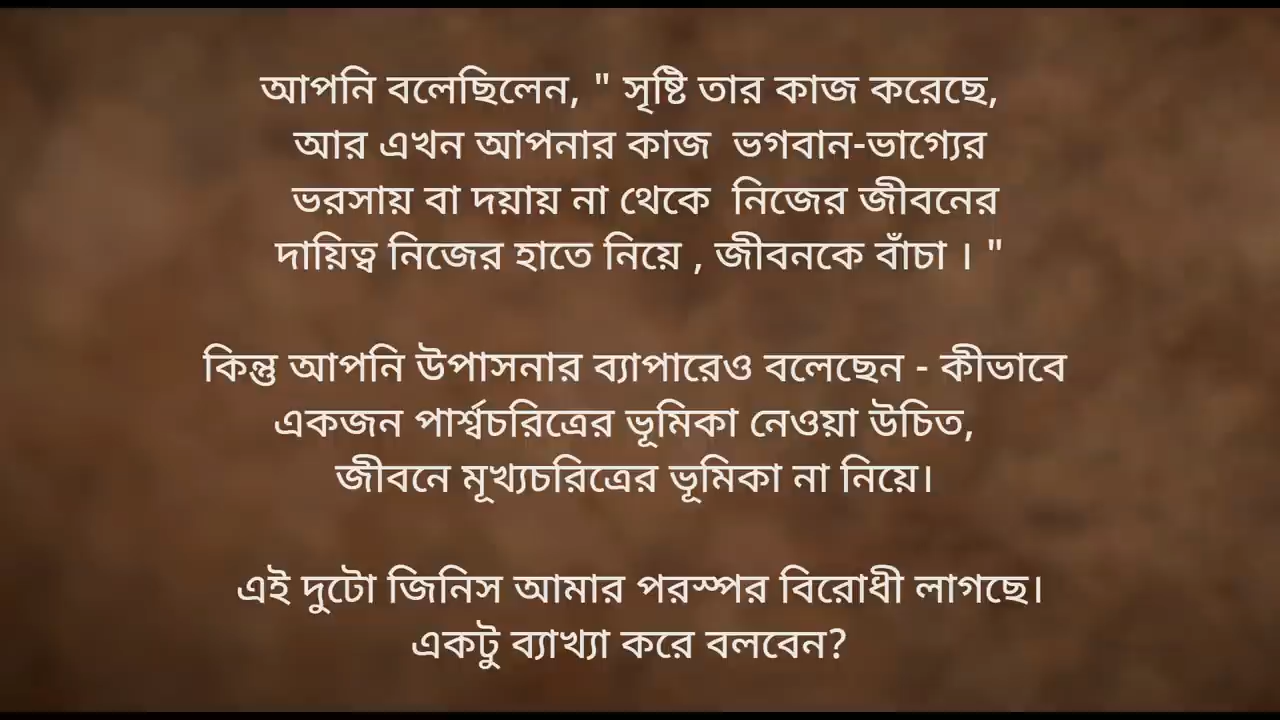 আপনি বলেছিলেন, " সৃষ্টি তার কাজ করেছে,
আর এখন আপনার কাজ ভগবান-ভাগ্যের
ভরসায় বা দয়ায় না থেকে নিজের জীবনের
দায়িত্ব নিজের হাতে নিয়ে , জীবনকে বাঁচা । "
কিন্তু আপনি উপাসনার ব্যাপারেও বলেছেন - কীভাবে
একজন পার্শ্বচরিত্রের ভূমিকা নেওয়া উচিত,
জীবনে মূখ্যচরিত্রের ভূমিকা না নিয়ে।
এই দুটো জিনিস আমার পরস্পর বিরোধী লাগছে।
একটু ব্যাখ্যা করে বলবেন?